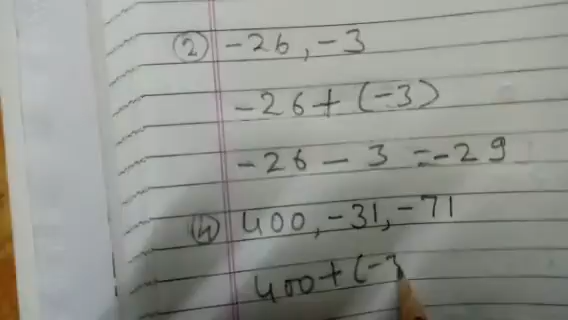 ② -26, -3
-26+(-3)
-26 - 3 = -29
④ 400, -31, -71
400+(-3